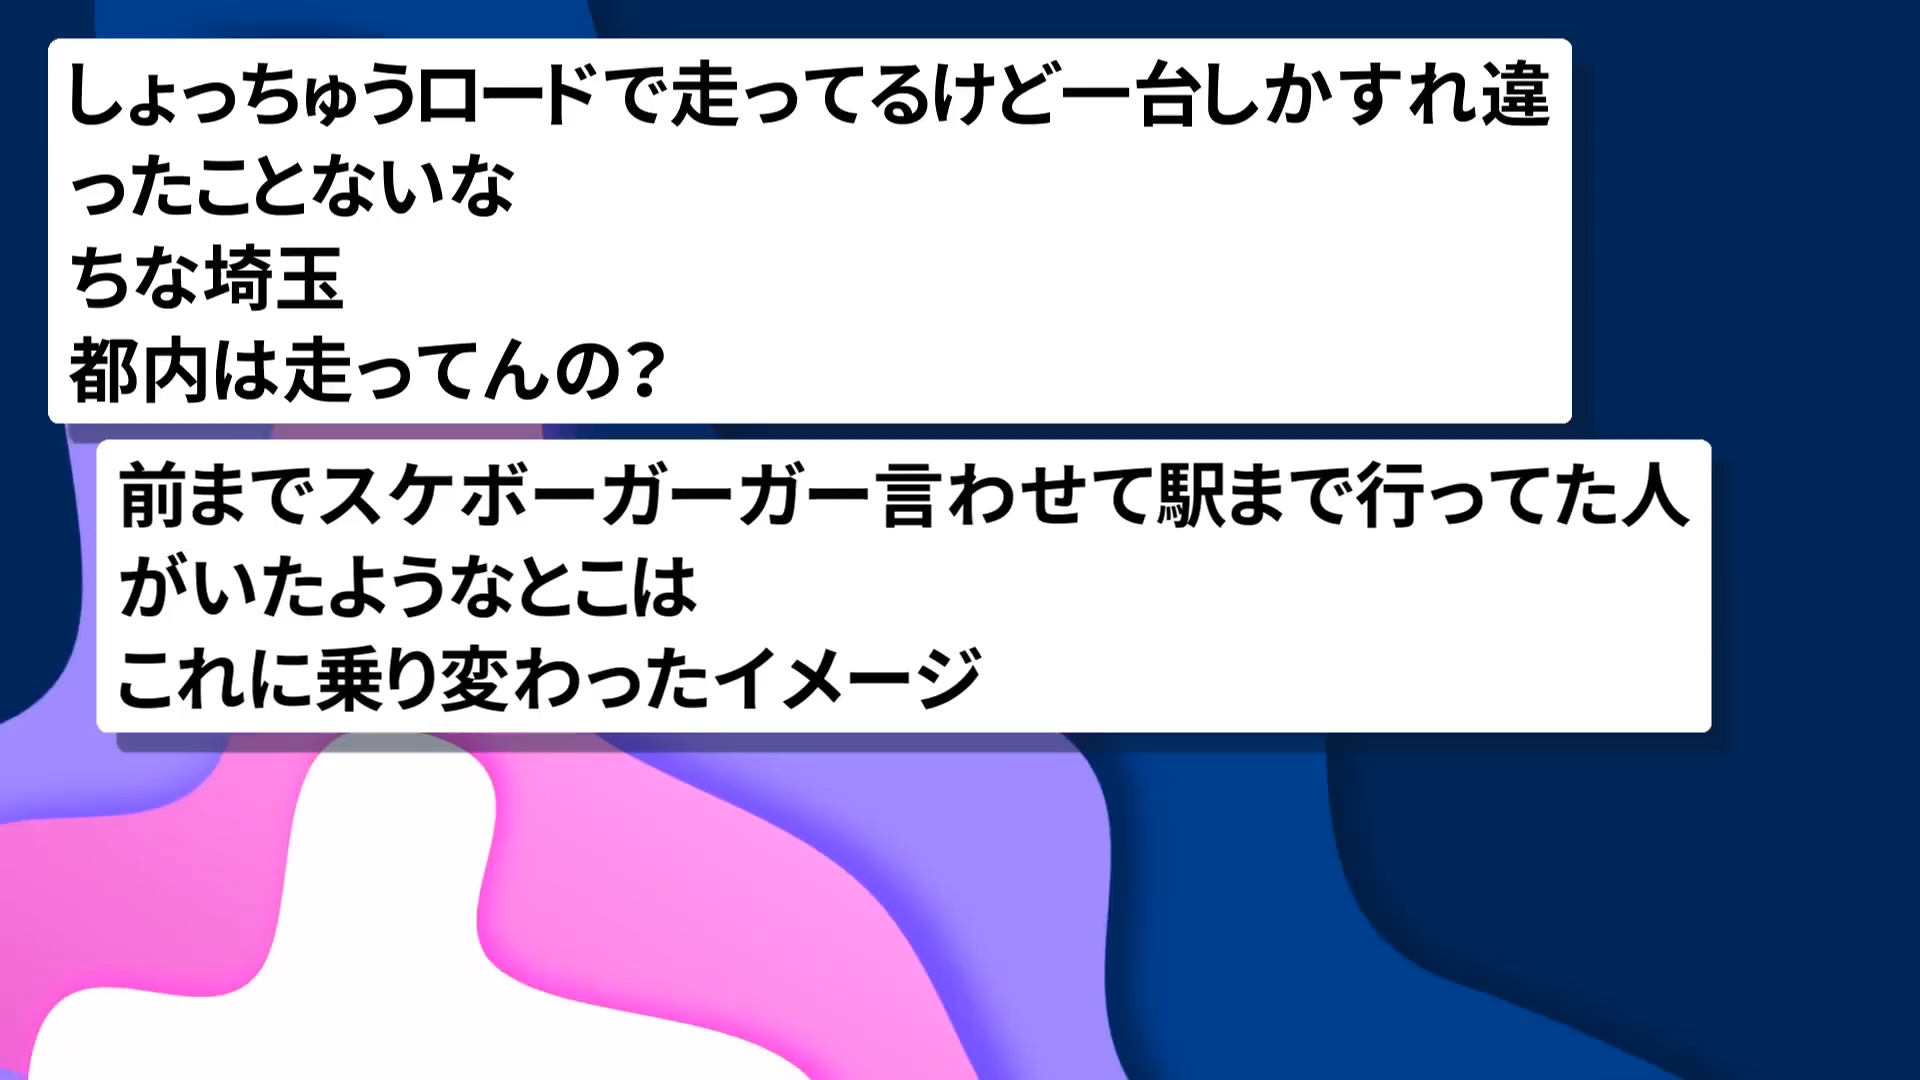 しょっちゅうロードで走ってるけど一台しかすれ違
ったことないな
ちな埼玉
都内は走ってんの？
前までスケボーガーガー言わせて駅まで行ってた人
がいたようなとこは
これに乗り変わったイメージ